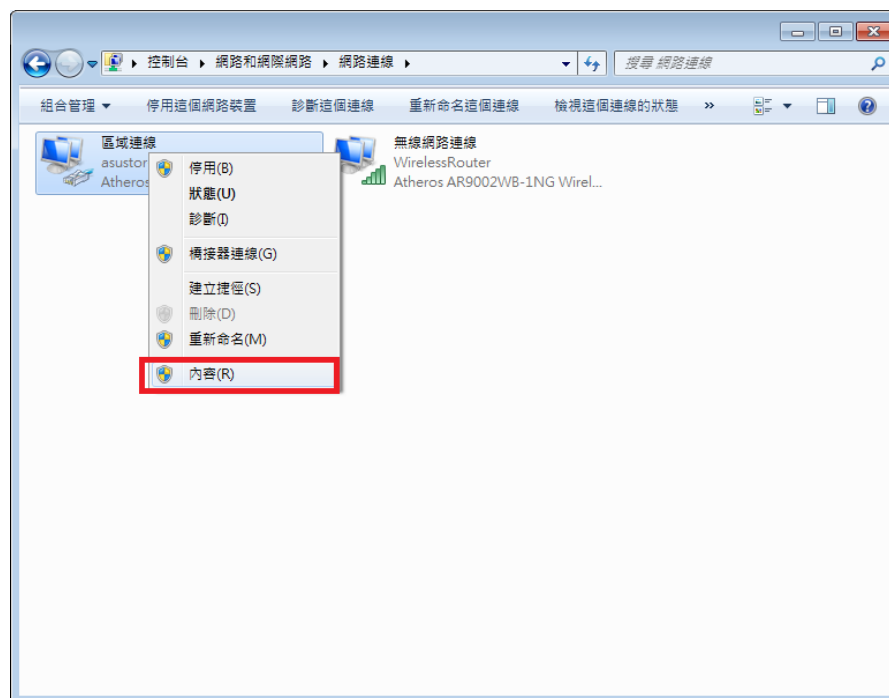 控制台 網路和網際網路 網路連線
搜尋 網路連線
組合管理 停用這個網路裝置 診斷這個連線 重新命名這個連線 檢視這個連線的狀態 »
區域連線
asustor
Atheros
無線網路連線
WirelessRouter
Atheros AR9002WB-1NG Wirel...
停用(B)
狀態(U)
診斷(I)
橋接器連線(G)
建立捷徑(S)
刪除(D)
重新命名(M)
內容(R)